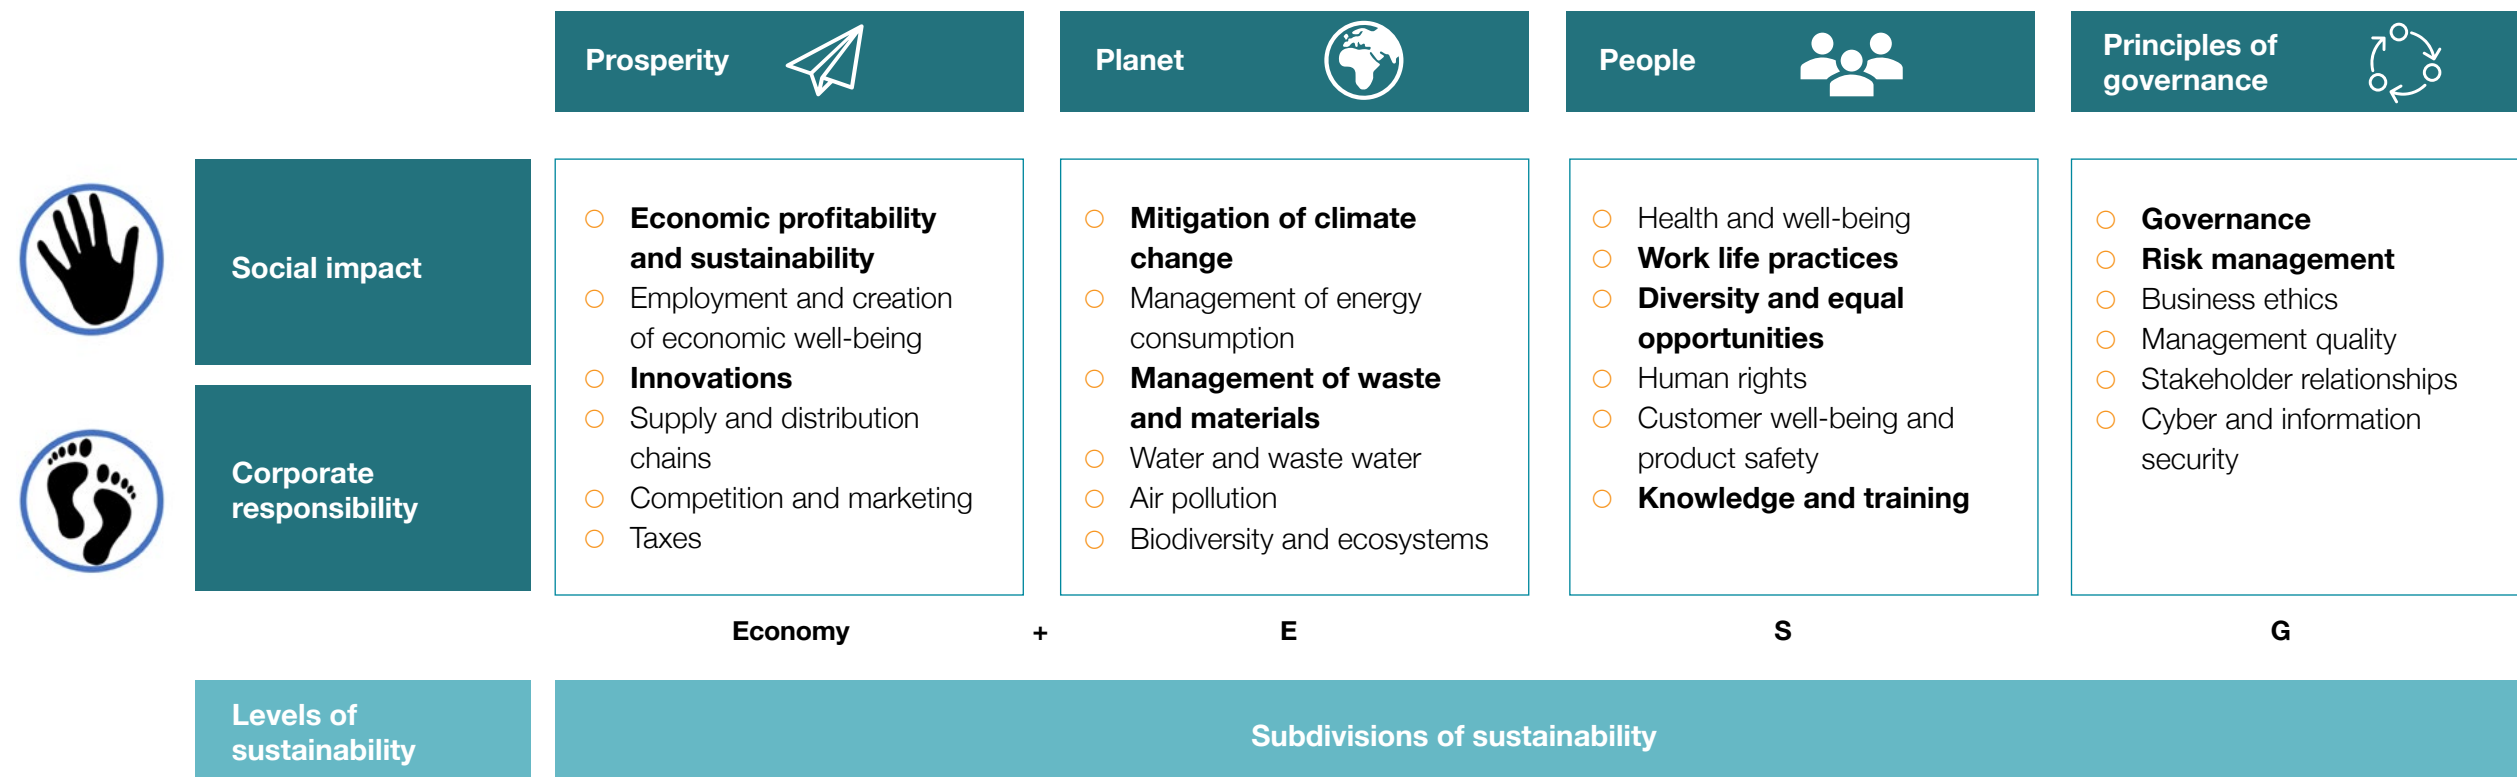 Prosperity
Planet
People
Principles of
governance
Social impact
Corporate
responsibility
Economic profitability
and sustainability
Employment and creation
of economic well-being
Innovations
Supply and distribution
chains
Competition and marketing
Taxes
Mitigation of climate
change
Management of energy
consumption
Management of waste
and materials
Water and waste water
Air pollution
Biodiversity and ecosystems
Health and well-being
Work life practices
Diversity and equal
opportunities
Human rights
Customer well-being and
product safety
Knowledge and training
Governance
Risk management
Business ethics
Management quality
Stakeholder relationships
Cyber and information
security
Economy + E S G
Levels of
sustainability
Subdivisions of sustainability